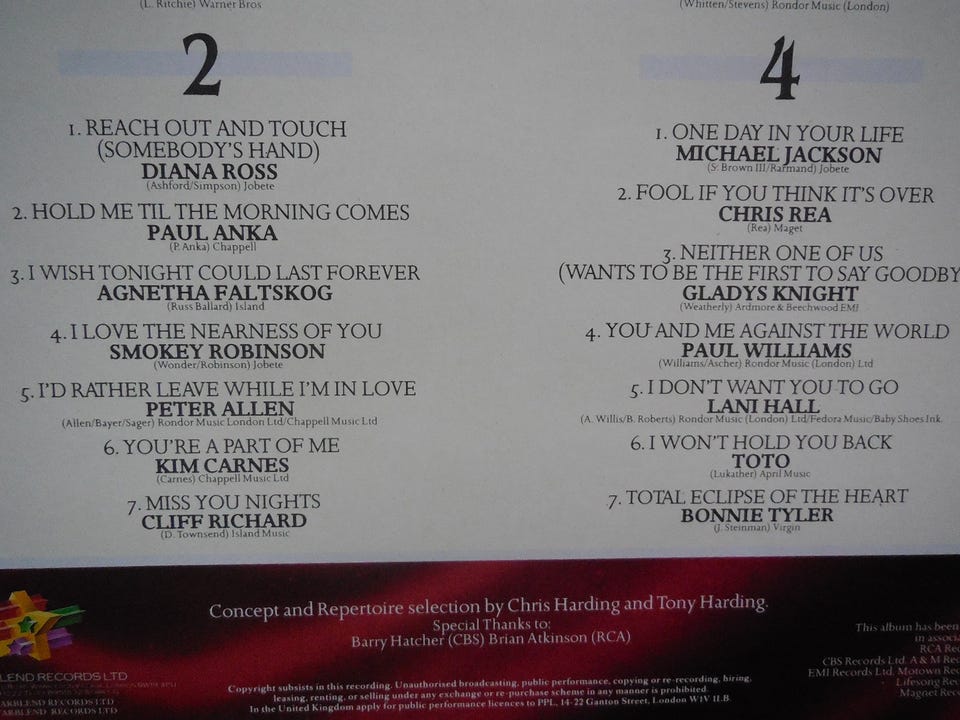 (L. Ritchie) Warner Bros
2
1. REACH OUT AND TOUCH
(SOMEBODY'S HAND)
DIANA ROSS
(Ashford/Simpson) Jobete
2. HOLD ME TIL THE MORNING COMES
PAUL ANKA
(P. Anka) Chappell
3. I WISH TONIGHT COULD LAST FOREVER
AGNETHA FALTSKOG
(Russ Ballard) Island
4. I LOVE THE NEARNESS OF YOU
SMOKEY ROBINSON
(Wonder/Robinson) Jobete
5. I'D RATHER LEAVE WHILE I'M IN LOVE
PETER ALLEN
(Allen/Bayer/Sager) Rondor Music London Ltd/Chappell Music Ltd
6. YOU'RE A PART OF ME
KIM CARNES
(Carnes) Chappell Music Ltd
7. MISS YOU NIGHTS
CLIFF RICHARD
(D. Townsend) Island Music
(Whitten/Stevens) Rondor Music (London)
4
1. ONE DAY IN YOUR LIFE
MICHAEL JACKSON
(S. Brown III/Rarmand) Jobete
2. FOOL IF YOU THINK IT'S OVER
CHRIS REA
(Rea) Maget
3. NEITHER ONE OF US
(WANTS TO BE THE FIRST TO SAY GOODBY
GLADYS KNIGHT
(Weatherly) Ardmore & Beechwood EMI
4. YOU AND ME AGAINST THE WORLD
PAUL WILLIAMS
(Williams/Ascher) Rondor Music (London) Ltd
5. I DON'T WANT YOU TO GO
LANI HALL
(A. Willis/B. Roberts) Rondor Music (London) Ltd/Fedora Music/Baby Shoes Ink.
6. I WON'T HOLD YOU BACK
TOTO
(Lukather) April Music
7. TOTAL ECLIPSE OF THE HEART
BONNIE TYLER
(J. Steinman) Virgin
Concept and Repertoire selection by Chris Harding and Tony Harding.
Special Thanks to:
Barry Hatcher (CBS) Brian Atkinson (RCA)
Copyright subsists in this recording. Unauthorised broadcasting, public performance, copying or re-recording, hiring,
leasing, renting, or selling under any exchange or re-purchase scheme in any manner is prohibited.
In the United Kingdom apply for public performance licences to PPL, 14-22 Ganton Street, London W1V 1LB.
BLEND RECORDS LTD
ARBLEND RECORDS LTD
ARBLEND RECORDS LTD
This album has been
in associa
RCA Rec
CBS Records Ltd. A & M Rec
EMI Records Ltd. Motown Rec
Lifesong Rec
Magnet Reco